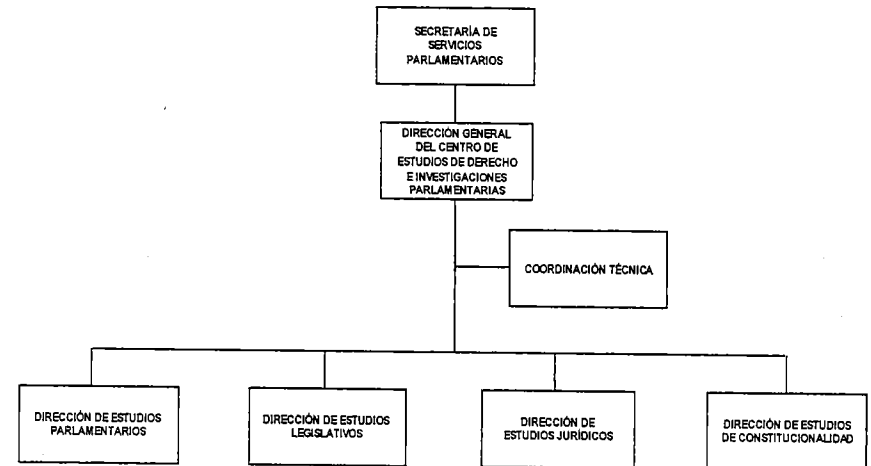 SECRETARÍA DE
SERVICIOS
PARLAMENTARIOS
DIRECCIÓN GENERAL
DEL CENTRO DE
ESTUDIOS DE DERECHO
E INVESTIGACIONES
PARLAMENTARIAS
COORDINACIÓN TÉCNICA
DIRECCIÓN DE ESTUDIOS
PARLAMENTARIOS
DIRECCIÓN DE ESTUDIOS
LEGISLATIVOS
DIRECCIÓN DE
ESTUDIOS JURÍDICOS
DIRECCIÓN DE ESTUDIOS
DE CONSTITUCIONALIDAD